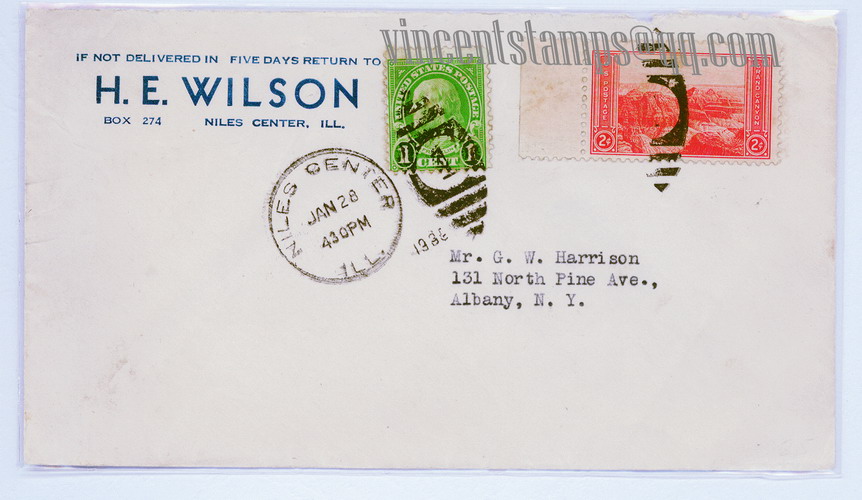 vincentstamps@qq.com
IF NOT DELIVERED IN FIVE DAYS RETURN TO
H. E. WILSON
BOX 274 NILES CENTER, ILL.
UNITED STATES POSTAGE
1 CENT 1
U.S. POSTAGE
GRAND CANYON
2¢ 2¢
NILES CENTER
JAN 28
430PM
ILL.
Mr. G. W. Harrison
131 North Pine Ave.,
Albany, N. Y.